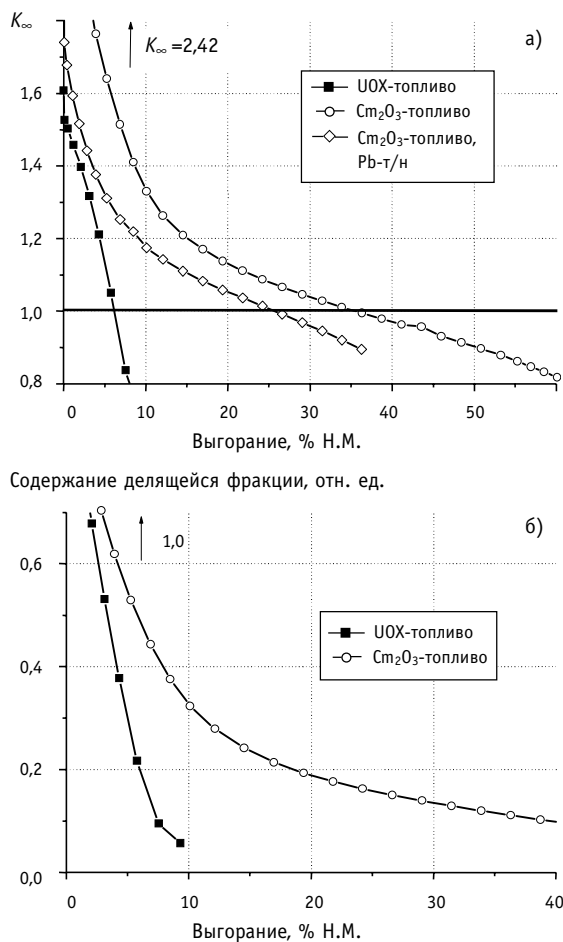 K∞
а)
K∞ =2,42
UOX-топливо
Cm₂O₃-топливо
Cm₂O₃-топливо,
Pb-т/н
1,6
1,4
1,2
1,0
0,8
0 10 20 30 40 50
Выгорание, % Н.М.
Содержание делящейся фракции, отн. ед.
б)
1,0
UOX-топливо
Cm₂O₃-топливо
0,6
0,4
0,2
0,0
0 10 20 30 40
Выгорание, % Н.М.